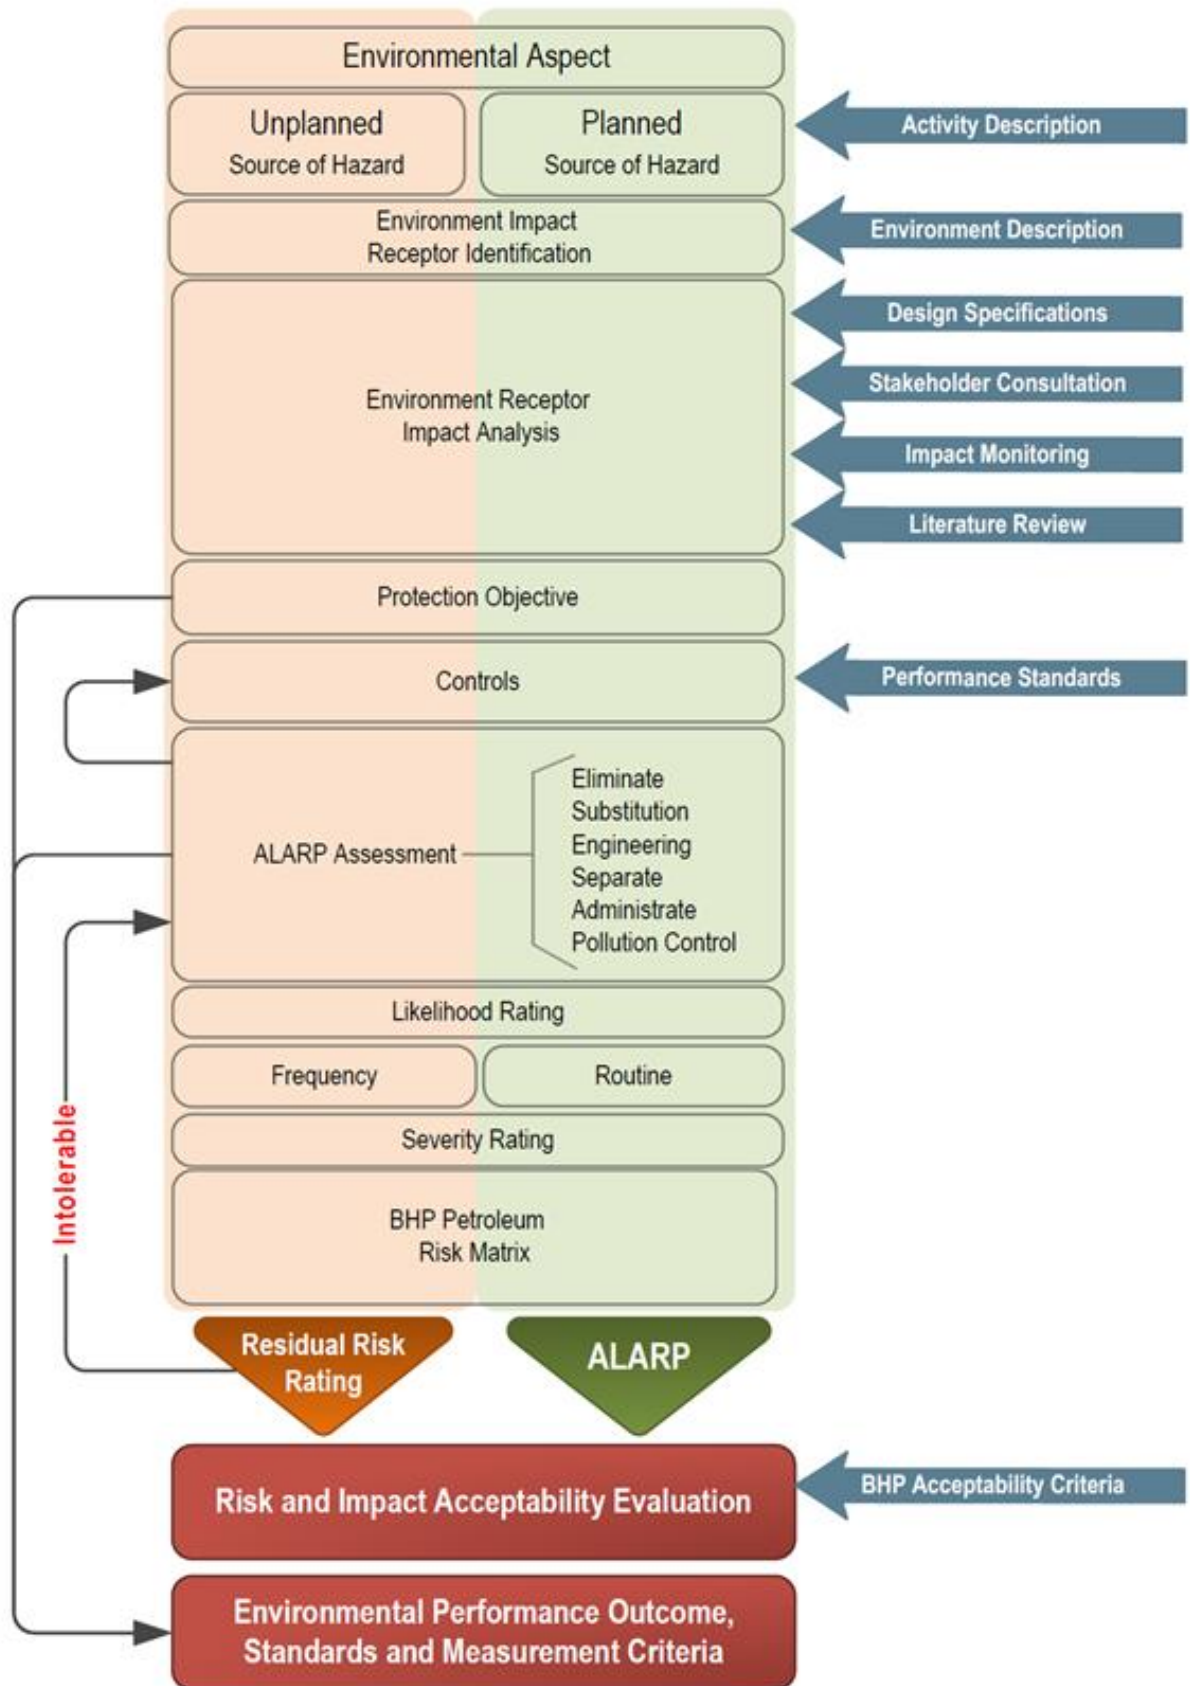 Environmental Aspect
Unplanned
Source of Hazard
Planned
Source of Hazard
Activity Description
Environment Impact
Receptor Identification
Environment Description
Design Specifications
Stakeholder Consultation
Environment Receptor
Impact Analysis
Impact Monitoring
Literature Review
Protection Objective
Controls
Performance Standards
ALARP Assessment
Eliminate
Substitution
Engineering
Separate
Administrate
Pollution Control
Likelihood Rating
Frequency
Routine
Severity Rating
Intolerable
BHP Petroleum
Risk Matrix
Residual Risk
Rating
ALARP
Risk and Impact Acceptability Evaluation
BHP Acceptability Criteria
Environmental Performance Outcome,
Standards and Measurement Criteria